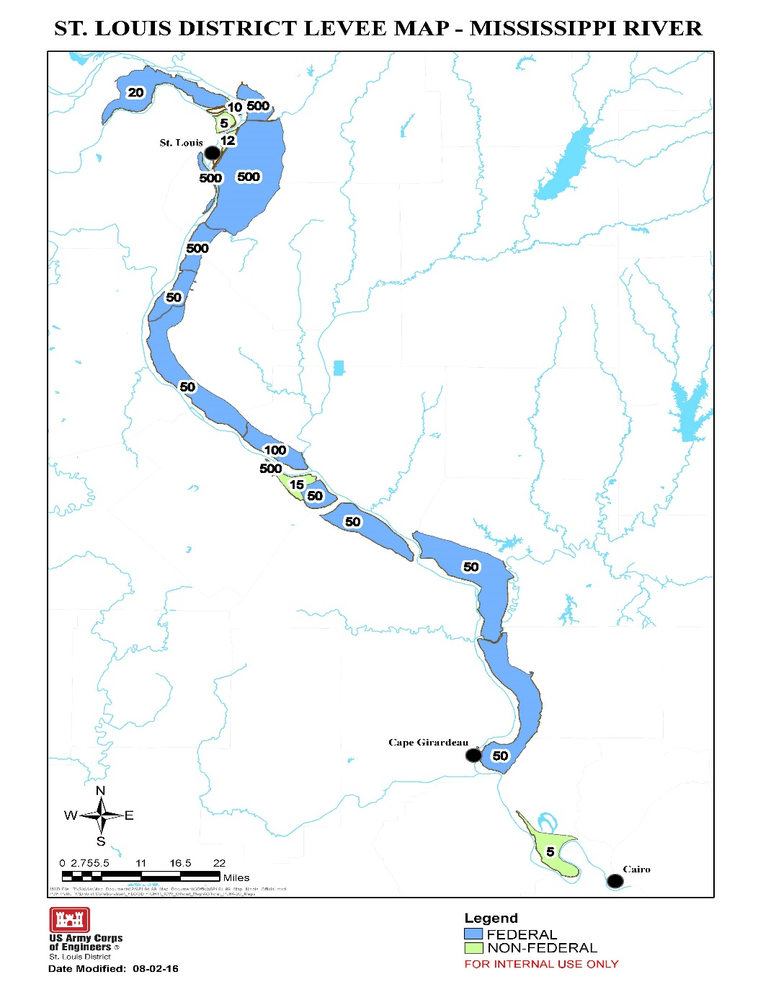 ST. LOUIS DISTRICT LEVEE MAP - MISSISSIPPI RIVER
20
10 500
5
12
St. Louis
500 500
500
50
50
100
500
15
50
50
50
Cape Girardeau
50
N
W E
S
5
Cairo
0 2.755.5 11 16.5 22
Miles
US Army Corps
of Engineers ®
St. Louis District
Date Modified: 08-02-16
Legend
FEDERAL
NON-FEDERAL
FOR INTERNAL USE ONLY